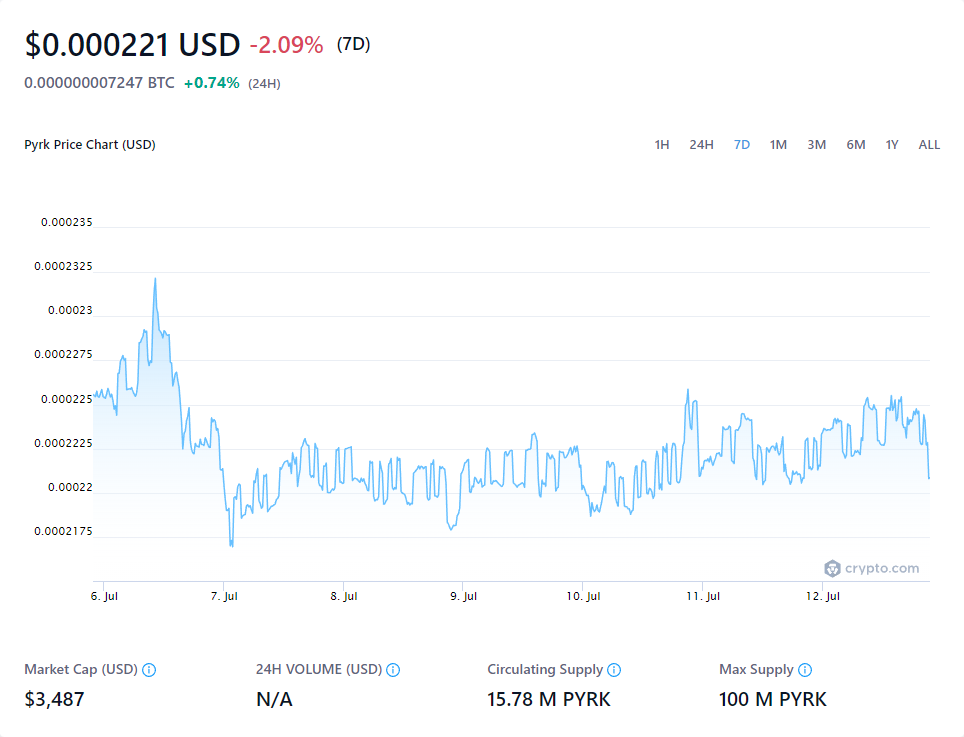 $0.000221 USD -2.09% (7D)
0.000000007247 BTC +0.74% (24H)
Pyrk Price Chart (USD) 1H 24H 7D 1M 3M 6M 1Y ALL
0.000235
0.0002325
0.00023
0.0002275
0.000225
0.0002225
0.00022
0.0002175
crypto.com
6. Jul 7. Jul 8. Jul 9. Jul 10. Jul 11. Jul 12. Jul
Market Cap (USD) 24H VOLUME (USD) Circulating Supply Max Supply
$3,487 N/A 15.78 M PYRK 100 M PYRK